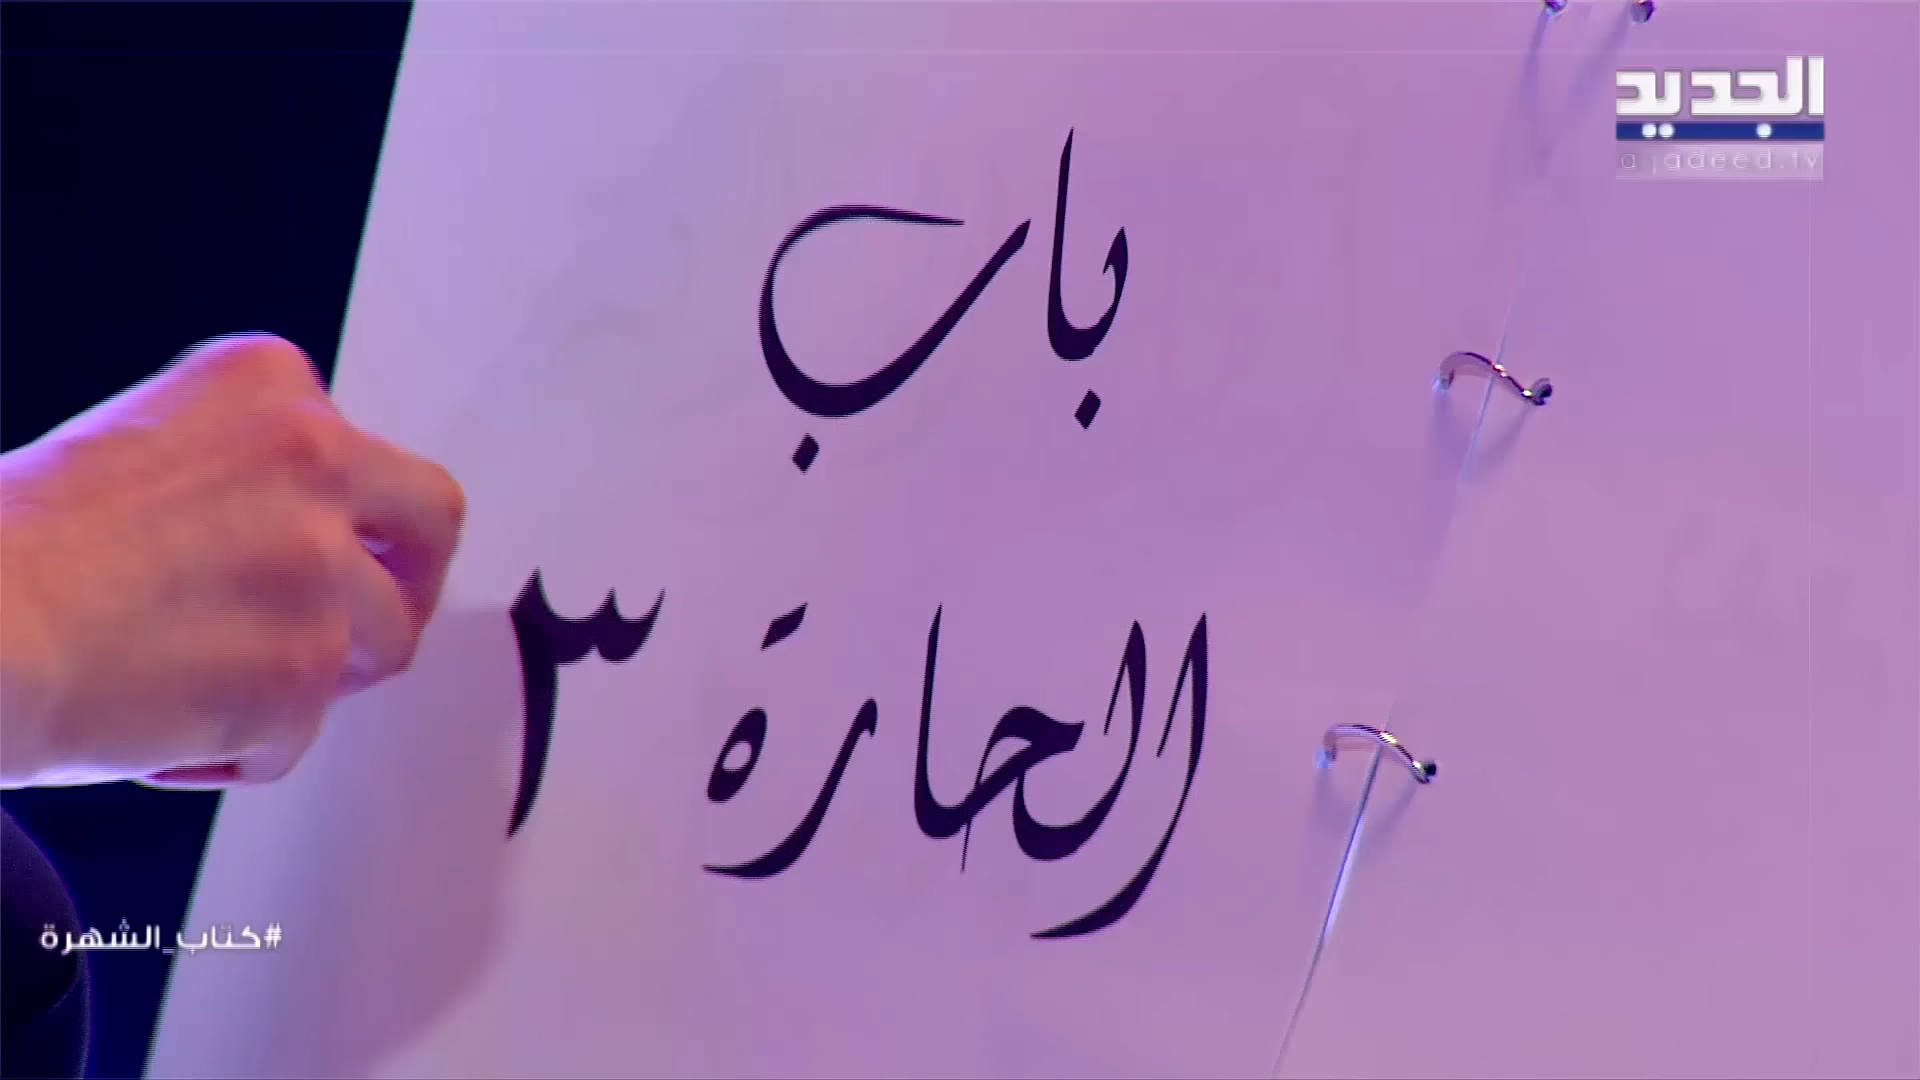 الجديد
aljadeed.tv
باب
الحارة ٣
#كتاب_الشهرة